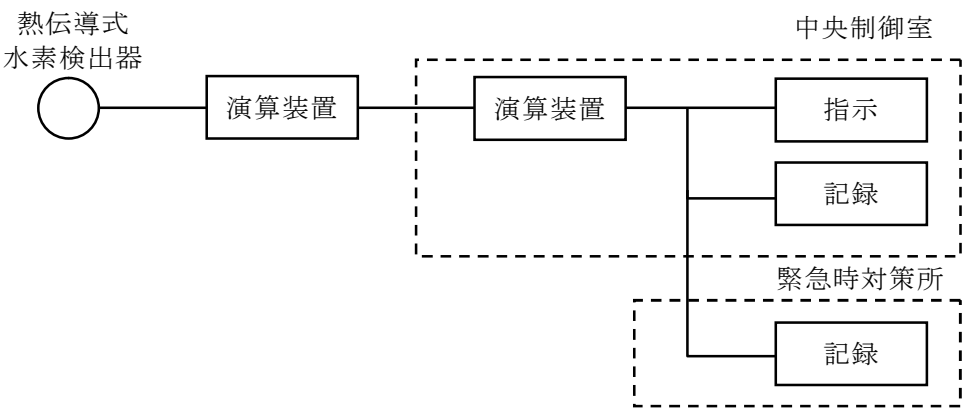 熱伝導式
水素検出器
中央制御室
演算装置
演算装置
指示
記録
緊急時対策所
記録